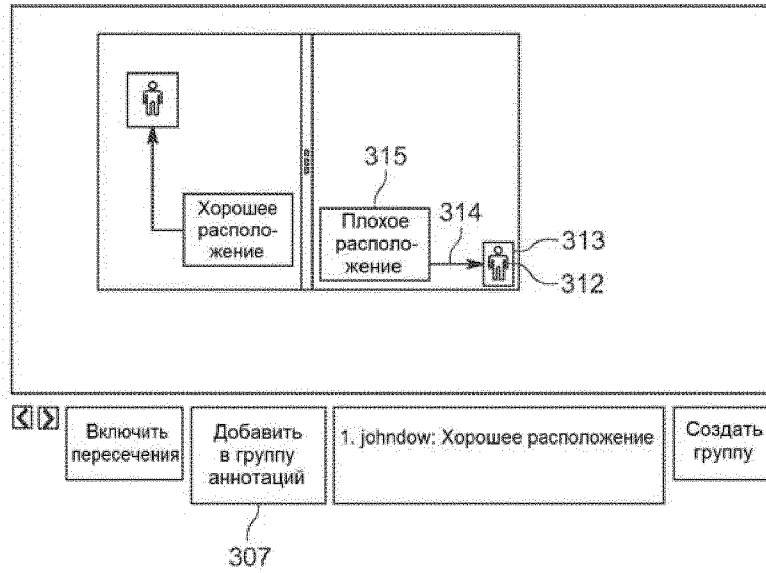 315
Хорошее
располо-
жение
Плохое
располо-
жение
314
313
312
Включить
пересечения
Добавить
в группу
аннотаций
1. johndow: Хорошее расположение
Создать
группу
307